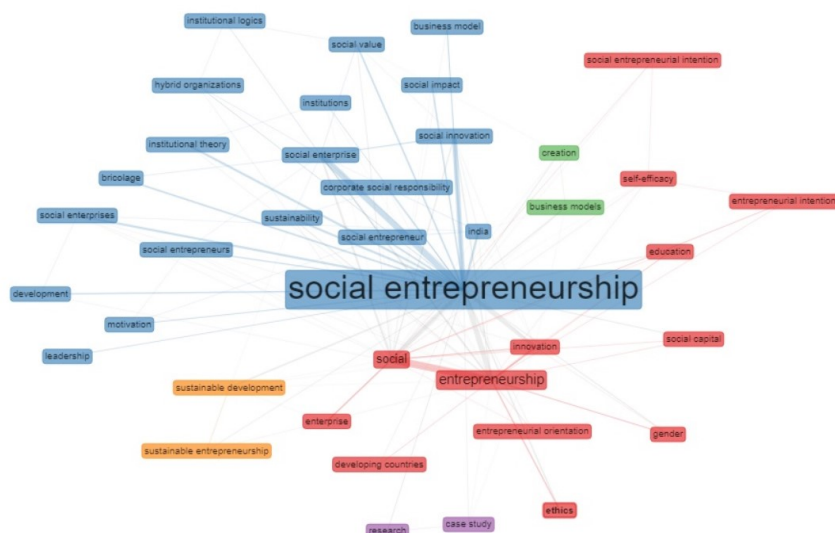 institutional logics
business model
social value
social entrepreneurial intention
hybrid organizations
social impact
institutions
social innovation
institutional theory
social enterprise
creation
bricolage
corporate social responsibility
self-efficacy
entrepreneurial intention
social enterprises
sustainability
business models
india
social entrepreneur
social entrepreneurs
education
social entrepreneurship
development
motivation
social capital
innovation
leadership
social
entrepreneurship
sustainable development
enterprise
entrepreneurial orientation
gender
sustainable entrepreneurship
developing countries
ethics
case study
research